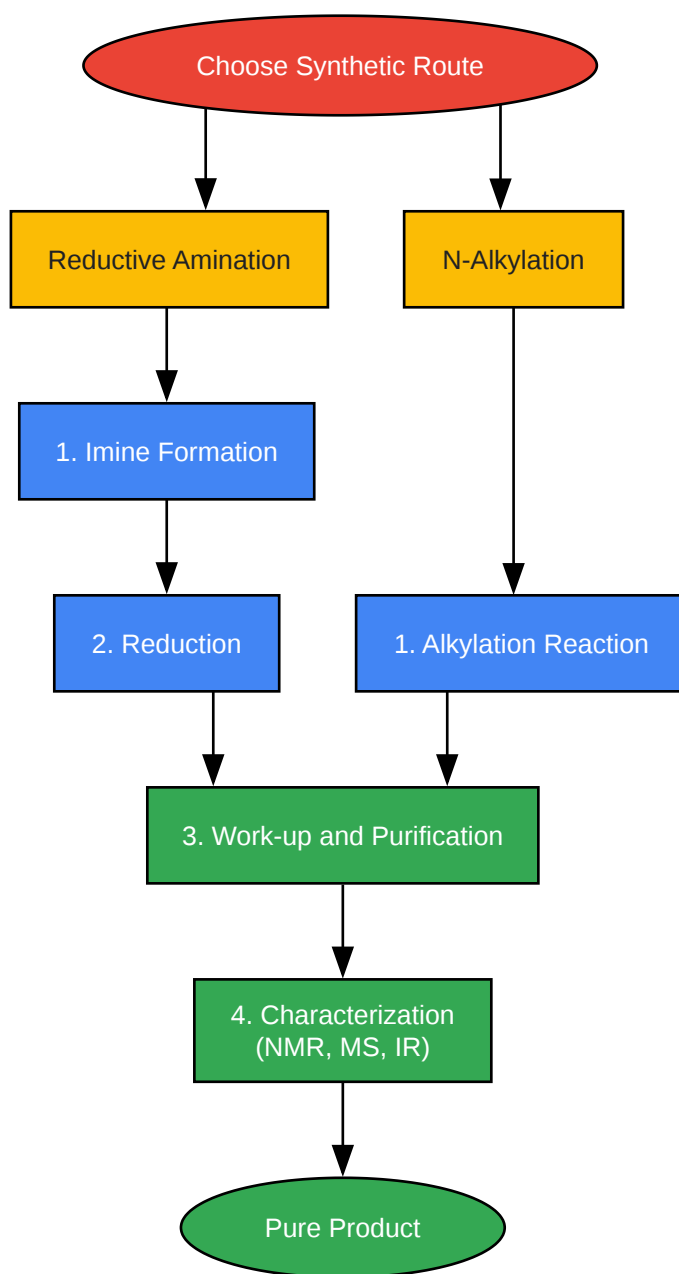 Choose Synthetic Route
Reductive Amination
N-Alkylation
1. Imine Formation
2. Reduction
1. Alkylation Reaction
3. Work-up and Purification
4. Characterization
(NMR, MS, IR)
Pure Product